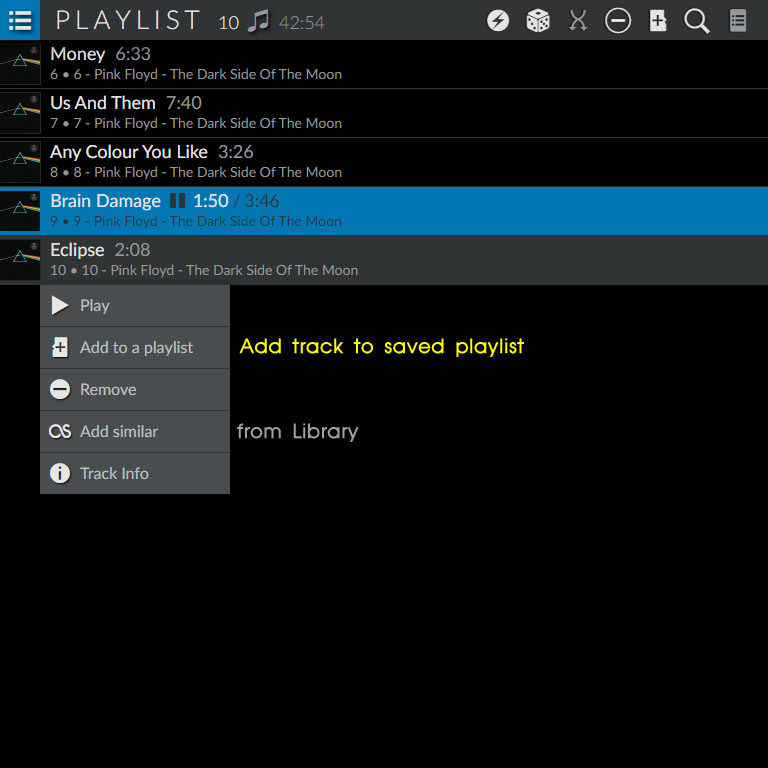 PLAYLIST 10 42:54
Money 6:33
6 • 6 - Pink Floyd - The Dark Side Of The Moon
Us And Them 7:40
7 • 7 - Pink Floyd - The Dark Side Of The Moon
Any Colour You Like 3:26
8 • 8 - Pink Floyd - The Dark Side Of The Moon
Brain Damage 1:50 / 3:46
9 • 9 - Pink Floyd - The Dark Side Of The Moon
Eclipse 2:08
10 • 10 - Pink Floyd - The Dark Side Of The Moon
Play
Add to a playlist Add track to saved playlist
Remove
Add similar from Library
Track Info